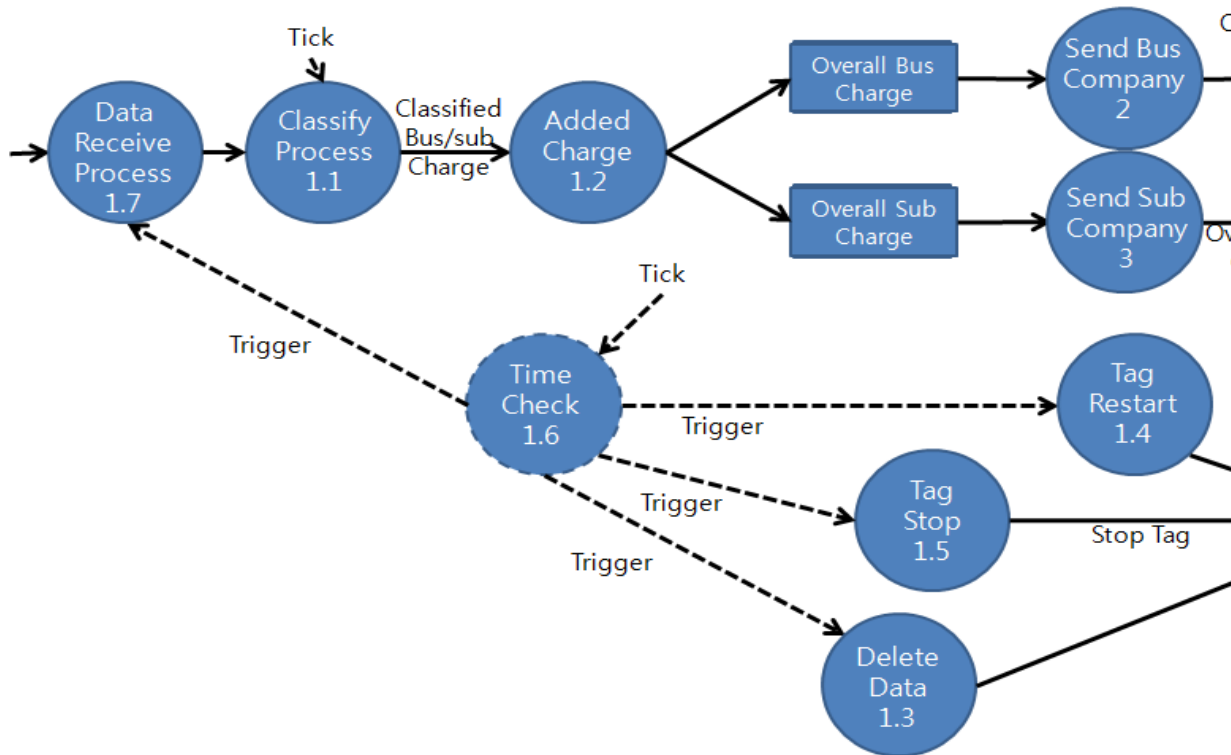 Tick
Data
Receive
Process
1.7
Classify
Process
1.1
Classified
Bus/sub
Charge
Added
Charge
1.2
Overall Bus
Charge
Send Bus
Company
2
Overall Sub
Charge
Send Sub
Company
3
Tick
Trigger
Time
Check
1.6
Trigger
Tag
Restart
1.4
Trigger
Tag
Stop
1.5
Stop Tag
Trigger
Delete
Data
1.3